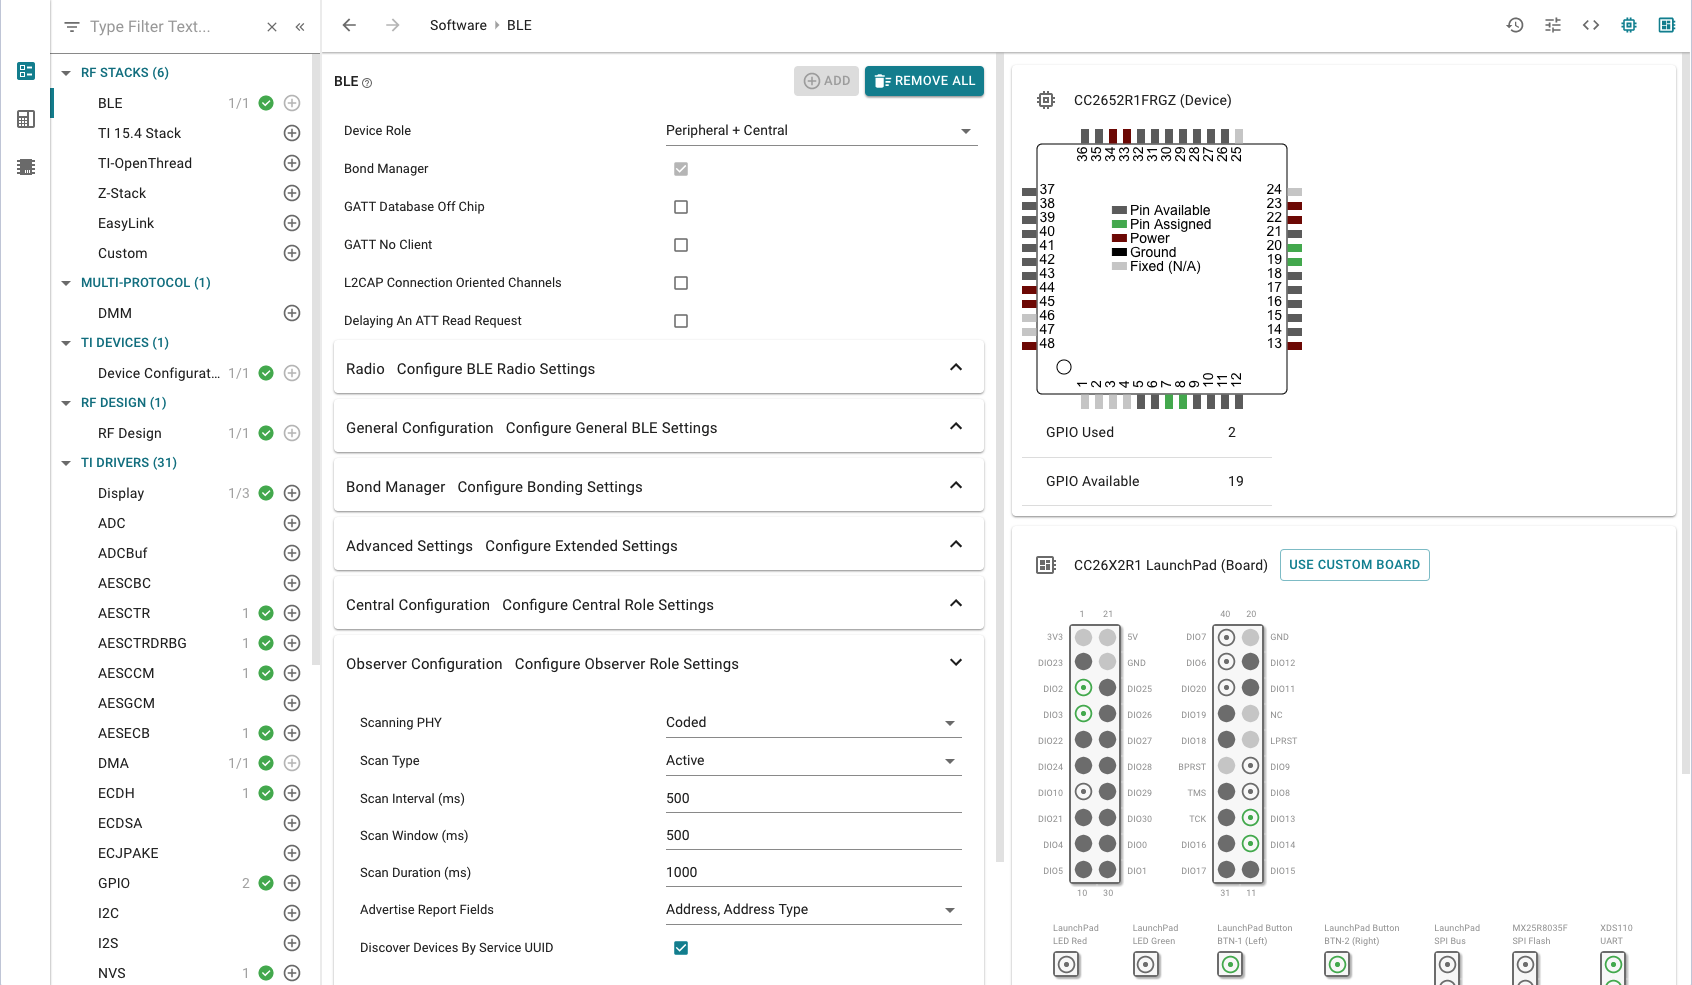 Type Filter Text...
Software BLE
RF STACKS (6)
BLE 1/1
TI 15.4 Stack
TI-OpenThread
Z-Stack
EasyLink
Custom
MULTI-PROTOCOL (1)
DMM
TI DEVICES (1)
Device Configurat... 1/1
RF DESIGN (1)
RF Design 1/1
TI DRIVERS (31)
Display 1/3
ADC
ADCBuf
AESCBC
AESCTR 1
AESCTRDRBG 1
AESCCM 1
AESGCM
AESECB 1
DMA 1/1
ECDH 1
ECDSA
ECJPAKE
GPIO 2
I2C
I2S
NVS 1
BLE ADD REMOVE ALL
Device Role Peripheral + Central
Bond Manager
GATT Database Off Chip
GATT No Client
L2CAP Connection Oriented Channels
Delaying An ATT Read Request
Radio Configure BLE Radio Settings
General Configuration Configure General BLE Settings
Bond Manager Configure Bonding Settings
Advanced Settings Configure Extended Settings
Central Configuration Configure Central Role Settings
Observer Configuration Configure Observer Role Settings
Scanning PHY Coded
Scan Type Active
Scan Interval (ms) 500
Scan Window (ms) 500
Scan Duration (ms) 1000
Advertise Report Fields Address, Address Type
Discover Devices By Service UUID
CC2652R1FRGZ (Device)
36 35 34 33 32 31 30 29 28 27 26 25
37 24
38 23
39 22
40 21
41 20
42 19
43 18
44 17
45 16
46 15
47 14
48 13
Pin Available
Pin Assigned
Power
Ground
Fixed (N/A)
1 2 3 4 5 6 7 8 9 10 11 12
GPIO Used 2
GPIO Available 19
CC26X2R1 LaunchPad (Board) USE CUSTOM BOARD
1 21 40 20
3V3 5V DIO7 GND
DIO23 GND DIO6 DIO12
DIO2 DIO25 DIO20 DIO11
DIO3 DIO26 DIO19 NC
DIO22 DIO27 DIO18 LPRST
DIO24 DIO28 BPRST DIO9
DIO10 DIO29 TMS DIO8
DIO21 DIO30 TCK DIO13
DIO4 DIO0 DIO16 DIO14
DIO5 DIO1 DIO17 DIO15
10 30 31 11
LaunchPad LaunchPad LaunchPad Button LaunchPad Button LaunchPad MX25R8035F XDS110
LED Red LED Green BTN-1 (Left) BTN-2 (Right) SPI Bus SPI Flash UART